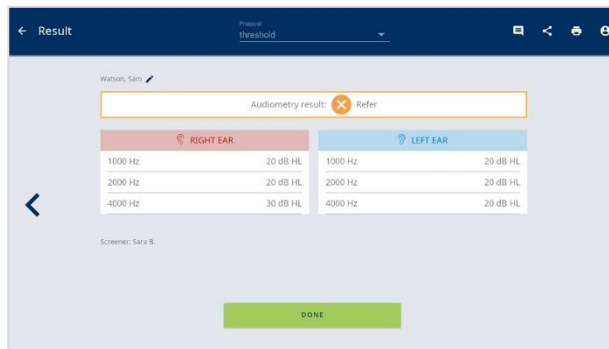 Result
Protocol
threshold
Watson, Sam
Audiometry result: Refer
RIGHT EAR
1000 Hz 20 dB HL
2000 Hz 20 dB HL
4000 Hz 30 dB HL
LEFT EAR
1000 Hz 20 dB HL
2000 Hz 20 dB HL
4000 Hz 20 dB HL
Screener: Sara B.
DONE